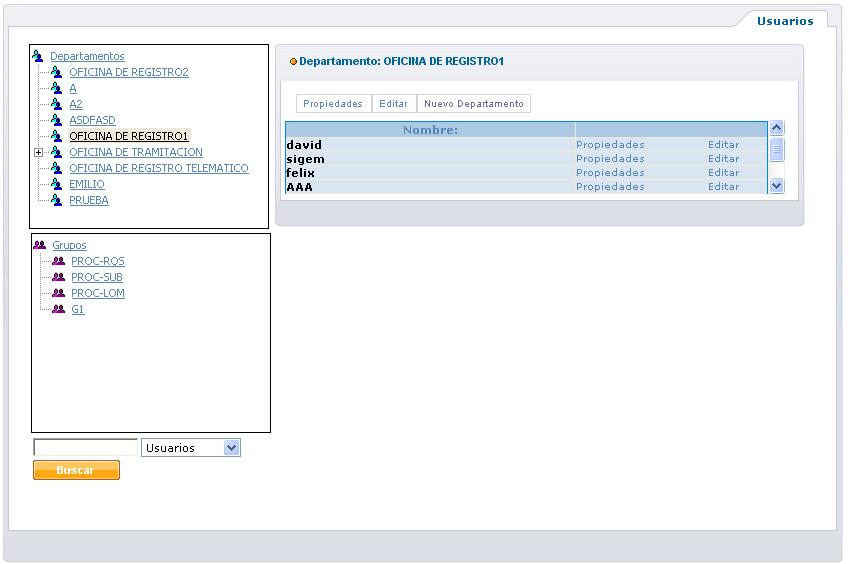 Usuarios
Departamentos
OFICINA DE REGISTRO2
A
A2
ASDFASD
OFICINA DE REGISTRO1
OFICINA DE TRAMITACION
OFICINA DE REGISTRO TELEMATICO
EMILIO
PRUEBA
Grupos
PROC-RQS
PROC-SUB
PROC-LOM
G1
Usuarios
Buscar
Departamento: OFICINA DE REGISTRO1
Propiedades Editar Nuevo Departamento
Nombre:
david Propiedades Editar
sigem Propiedades Editar
felix Propiedades Editar
AAA Propiedades Editar